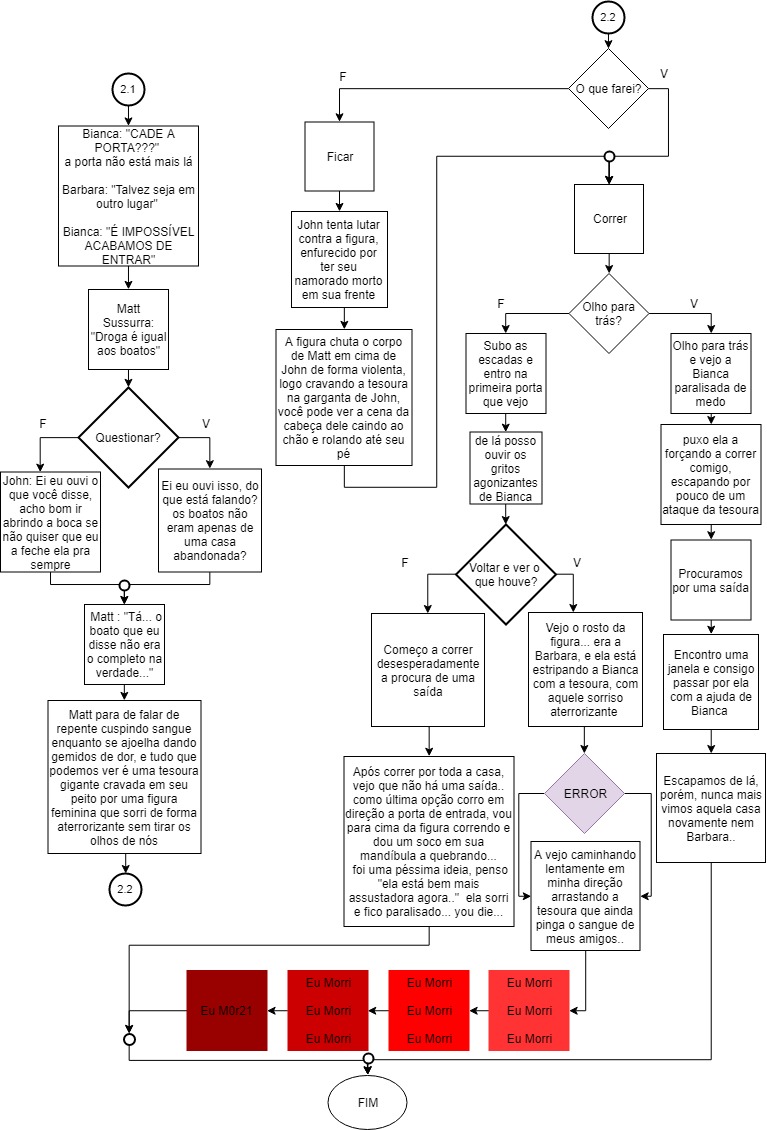 2.1
Bianca: "CADE A
PORTA???"
a porta não está mais lá
Barbara: "Talvez seja em
outro lugar"
Bianca: "É IMPOSSÍVEL
ACABAMOS DE
ENTRAR"
Matt
Sussurra:
"Droga é igual
aos boatos"
Questionar?
F
V
John: Ei eu ouvi o
que você disse,
acho bom ir
abrindo a boca se
não quiser que eu
a feche ela pra
sempre
Ei eu ouvi isso, do
que está falando?
os boatos não
eram apenas de
uma casa
abandonada?
Matt : "Tá... o
boato que eu
disse não era
o completo na
verdade..."
Matt para de falar de
repente cuspindo sangue
enquanto se ajoelha dando
gemidos de dor, e tudo que
podemos ver é uma tesoura
gigante cravada em seu
peito por uma figura
feminina que sorri de forma
aterrorizante sem tirar os
olhos de nós
2.2
2.2
O que farei?
F
V
Ficar
John tenta lutar
contra a figura,
enfurecido por
ter seu
namorado morto
em sua frente
A figura chuta o corpo
de Matt em cima de
John de forma violenta,
logo cravando a tesoura
na garganta de John,
você pode ver a cena da
cabeça dele caindo ao
chão e rolando até seu
pé
Correr
Olho para
trás?
F
V
Subo as
escadas e
entro na
primeira porta
que vejo
de lá posso
ouvir os
gritos
agonizantes
de Bianca
Voltar e ver o
que houve?
F
V
Começo a correr
desesperadamente
a procura de uma
saída
Após correr por toda a casa,
vejo que não há uma saída..
como última opção corro em
direção a porta de entrada, vou
para cima da figura correndo e
dou um soco em sua
mandíbula a quebrando...
foi uma péssima ideia, penso
"ela está bem mais
assustadora agora.." ela sorri
e fico paralisado... you die...
Vejo o rosto da
figura... era a
Barbara, e ela está
estripando a Bianca
com a tesoura, com
aquele sorriso
aterrorizante
ERROR
A vejo caminhando
lentamente em
minha direção
arrastando a
tesoura que ainda
pinga o sangue de
meus amigos..
Olho para trás
e vejo a
Bianca
paralisada de
medo
puxo ela a
forçando a correr
comigo,
escapando por
pouco de um
ataque da tesoura
Procuramos
por uma saída
Encontro uma
janela e consigo
passar por ela
com a ajuda de
Bianca
Escapamos de lá,
porém, nunca mais
vimos aquela casa
novamente nem
Barbara..
Eu Morri
Eu Morri
Eu Morri
Eu Morri
Eu Morri
Eu Morri
Eu Morri
Eu Morri
Eu Morri
Eu M0r21
FIM